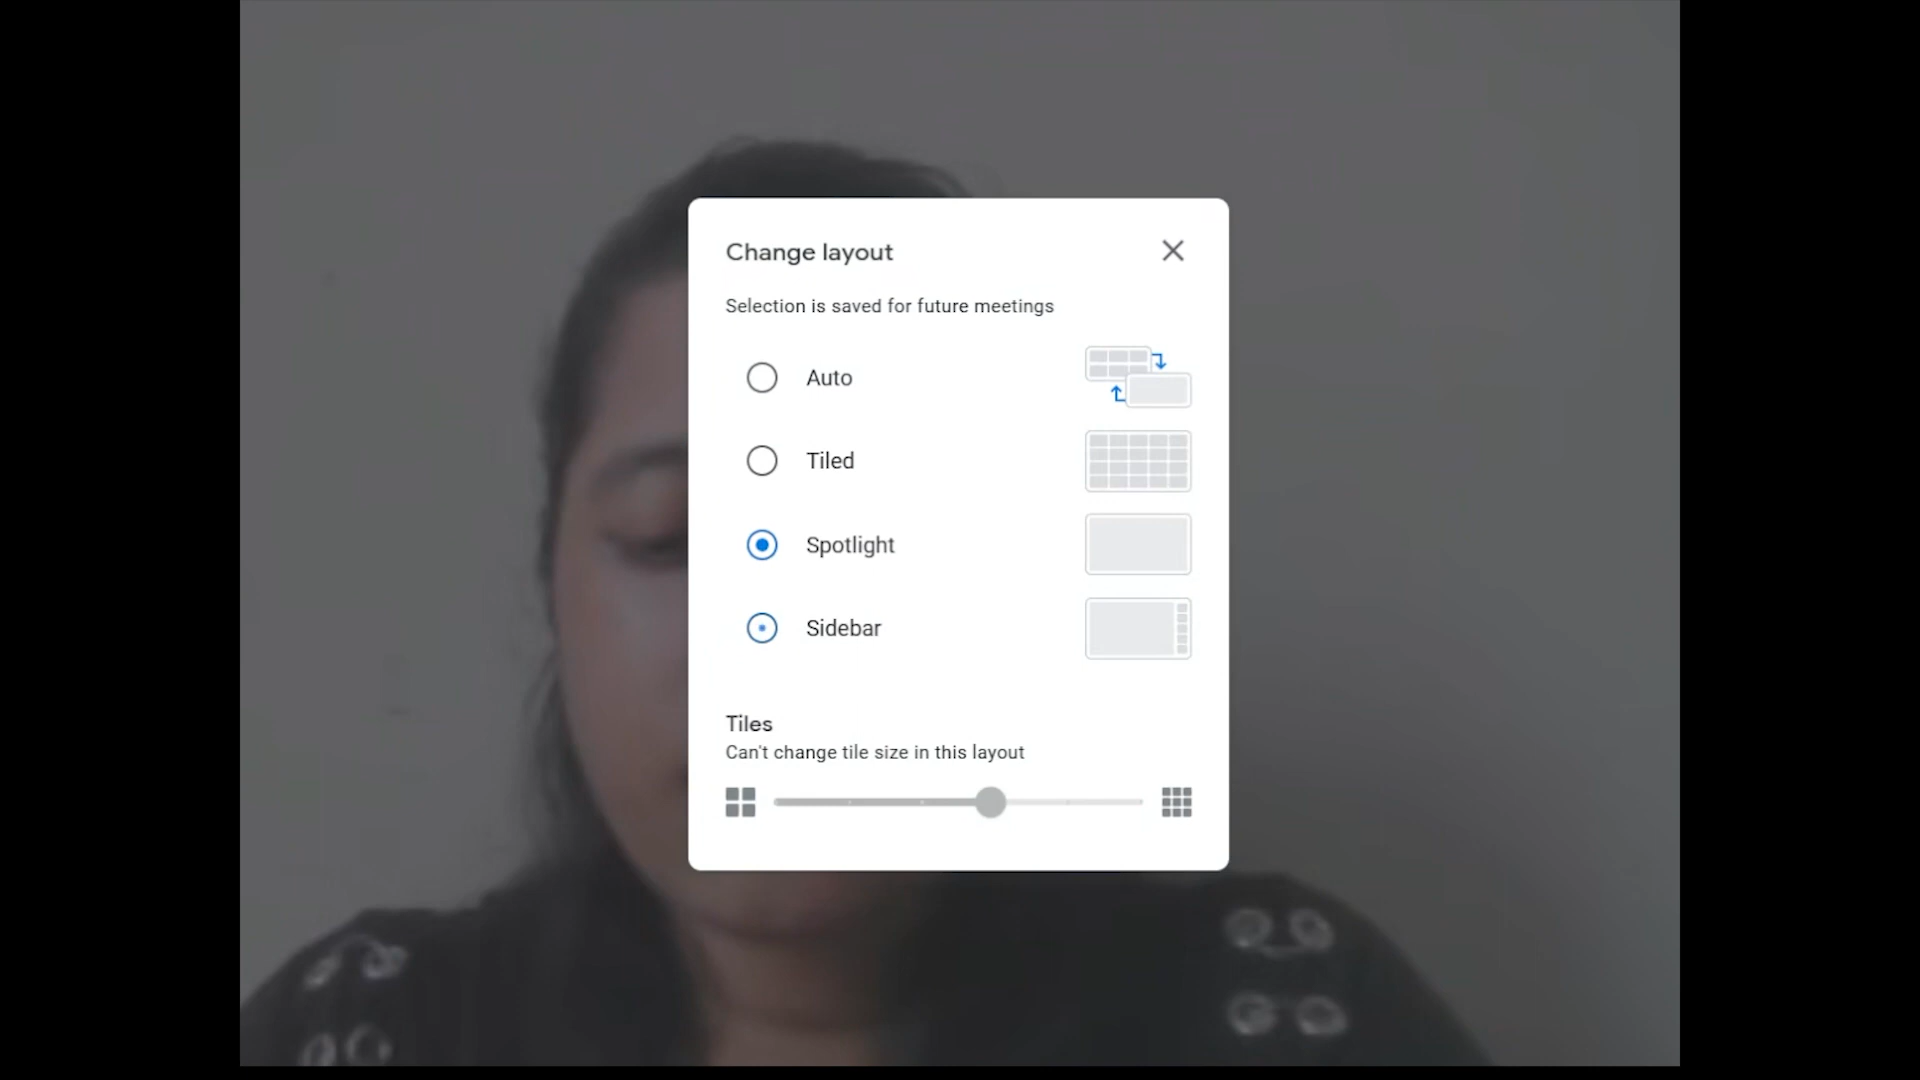 Change layout
Selection is saved for future meetings
Auto
Tiled
Spotlight
Sidebar
Tiles
Can't change tile size in this layout